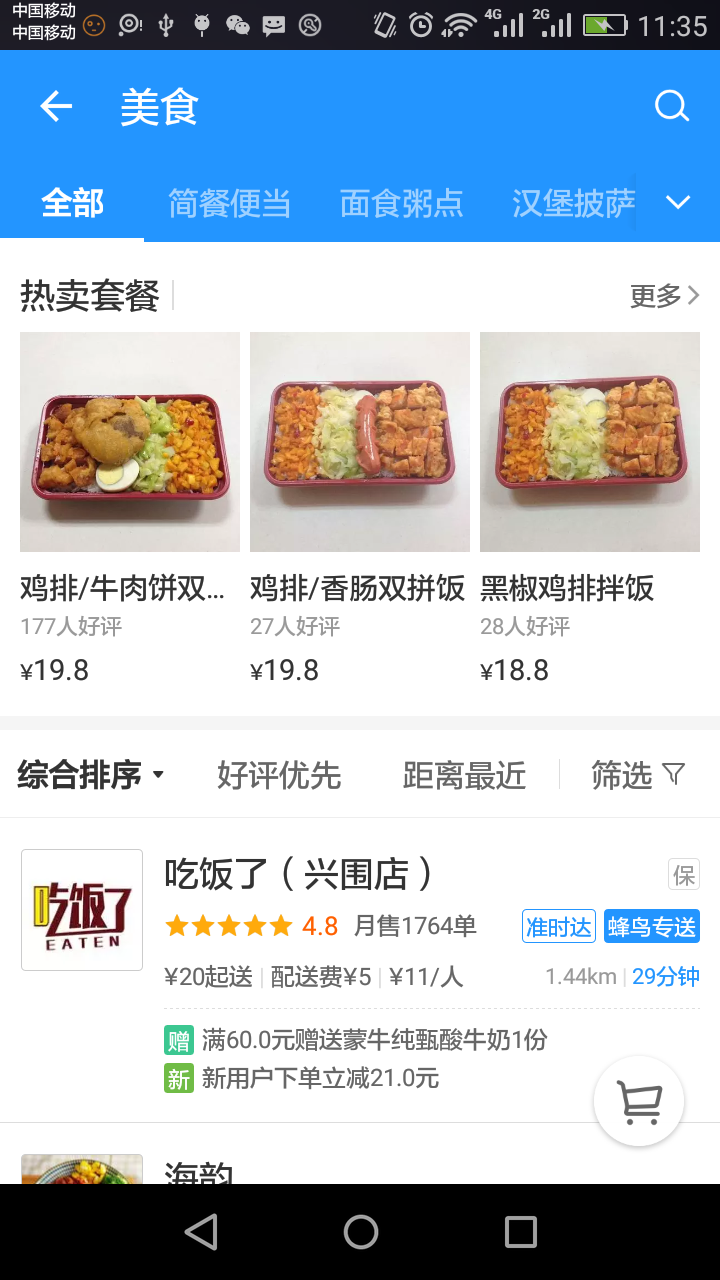 中国移动
中国移动
4G 2G 11:35
美食
全部 简餐便当 面食粥点 汉堡披萨
热卖套餐 更多
鸡排/牛肉饼双... 鸡排/香肠双拼饭 黑椒鸡排拌饭
177人好评 27人好评 28人好评
¥19.8 ¥19.8 ¥18.8
综合排序 好评优先 距离最近 筛选
吃饭了
EATEN
吃饭了（兴围店） 保
4.8 月售1764单 准时达 蜂鸟专送
¥20起送 配送费¥5 ¥11/人 1.44km 29分钟
赠 满60.0元赠送蒙牛纯甄酸牛奶1份
新 新用户下单立减21.0元
海韵